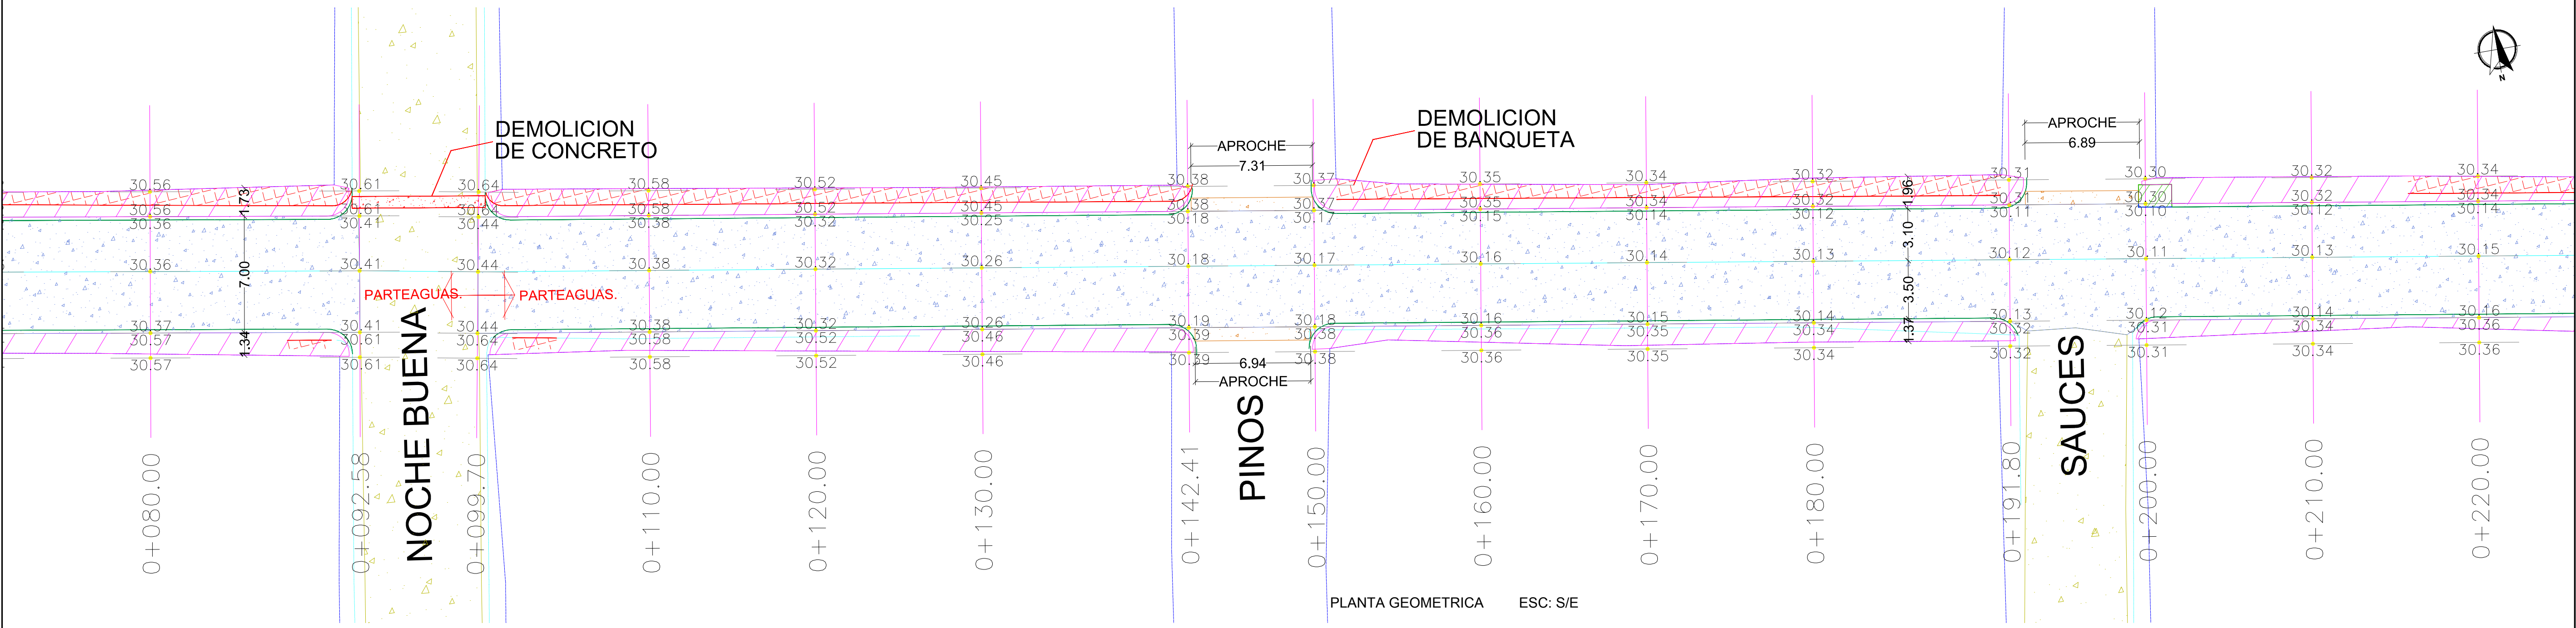 N
DEMOLICION
DE CONCRETO
APROCHE
7.31
DEMOLICION
DE BANQUETA
APROCHE
6.89
30.56 30.61 30.64 30.58 30.52 30.45 30.38 30.37 30.35 30.34 30.32 30.31 30.30 30.32 30.34
1.73
1.96
30.56 30.61 30.64 30.58 30.52 30.45 30.38 30.37 30.35 30.34 30.32 30.31 30.30 30.32 30.34
30.36 30.41 30.44 30.38 30.32 30.25 30.18 30.17 30.15 30.14 30.12 30.11 30.10 30.12 30.14
3.10
30.36 30.41 30.44 30.38 30.32 30.26 30.18 30.17 30.16 30.14 30.13 30.12 30.11 30.13 30.15
7.00
3.50
PARTEAGUAS. PARTEAGUAS.
30.37 30.41 30.44 30.38 30.32 30.26 30.19 30.18 30.16 30.15 30.14 30.13 30.12 30.14 30.16
30.57 30.61 30.64 30.58 30.52 30.46 30.39 30.38 30.36 30.35 30.34 30.32 30.31 30.34 30.36
1.34
1.37
30.57 30.61 30.64 30.58 30.52 30.46 30.39 30.38 30.36 30.35 30.34 30.32 30.31 30.34 30.36
6.94
APROCHE
NOCHE BUENA
PINOS
SAUCES
0+080.00
0+092.58
0+099.70
0+110.00
0+120.00
0+130.00
0+142.41
0+150.00
0+160.00
0+170.00
0+180.00
0+191.80
0+200.00
0+210.00
0+220.00
PLANTA GEOMETRICA ESC: S/E